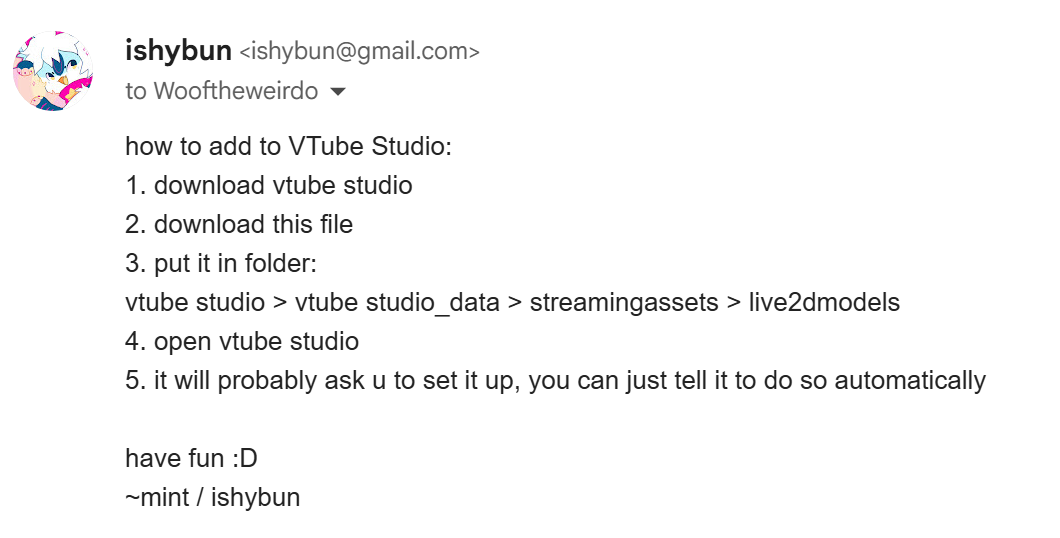 ishybun <ishybun@gmail.com>
to Wooftheweirdo
how to add to VTube Studio:
1. download vtube studio
2. download this file
3. put it in folder:
vtube studio > vtube studio_data > streamingassets > live2dmodels
4. open vtube studio
5. it will probably ask u to set it up, you can just tell it to do so automatically
have fun :D
~mint / ishybun